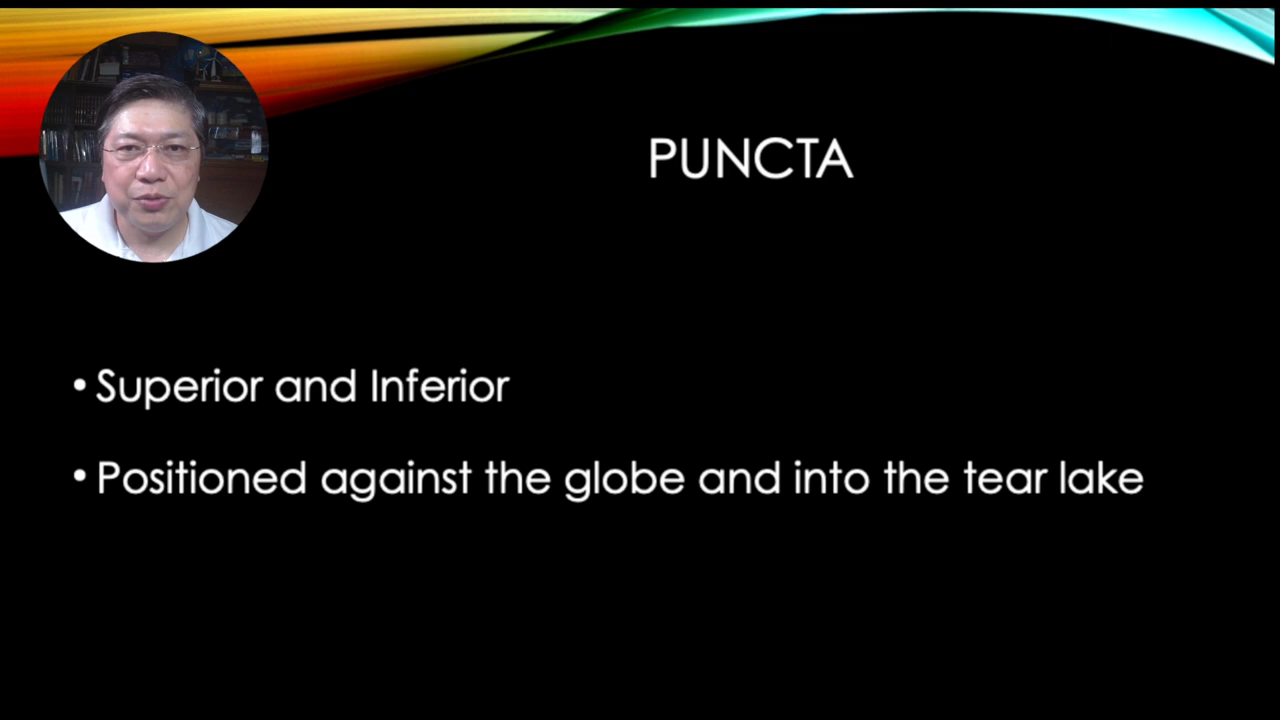 PUNCTA
• Superior and Inferior
• Positioned against the globe and into the tear lake